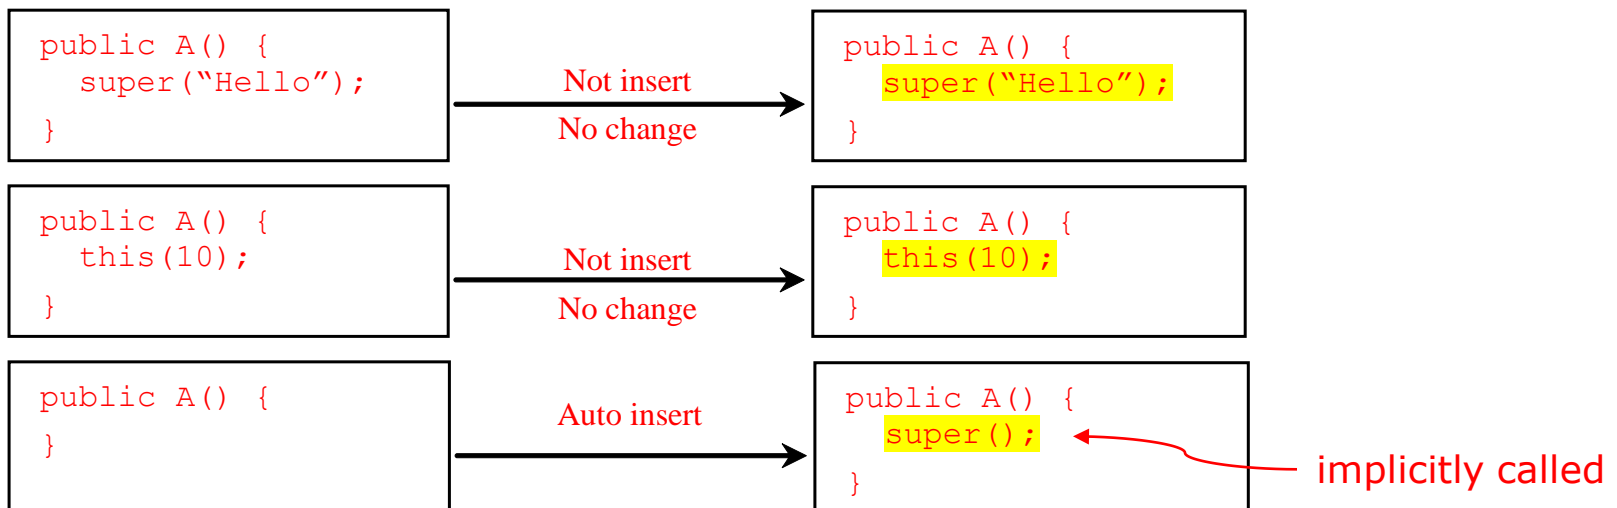 public A() {
super(“Hello”);
}
Not insert
No change
public A() {
super(“Hello”);
}
public A() {
this(10);
}
Not insert
No change
public A() {
this(10);
}
public A() {
}
Auto insert
public A() {
super();
}
implicitly called